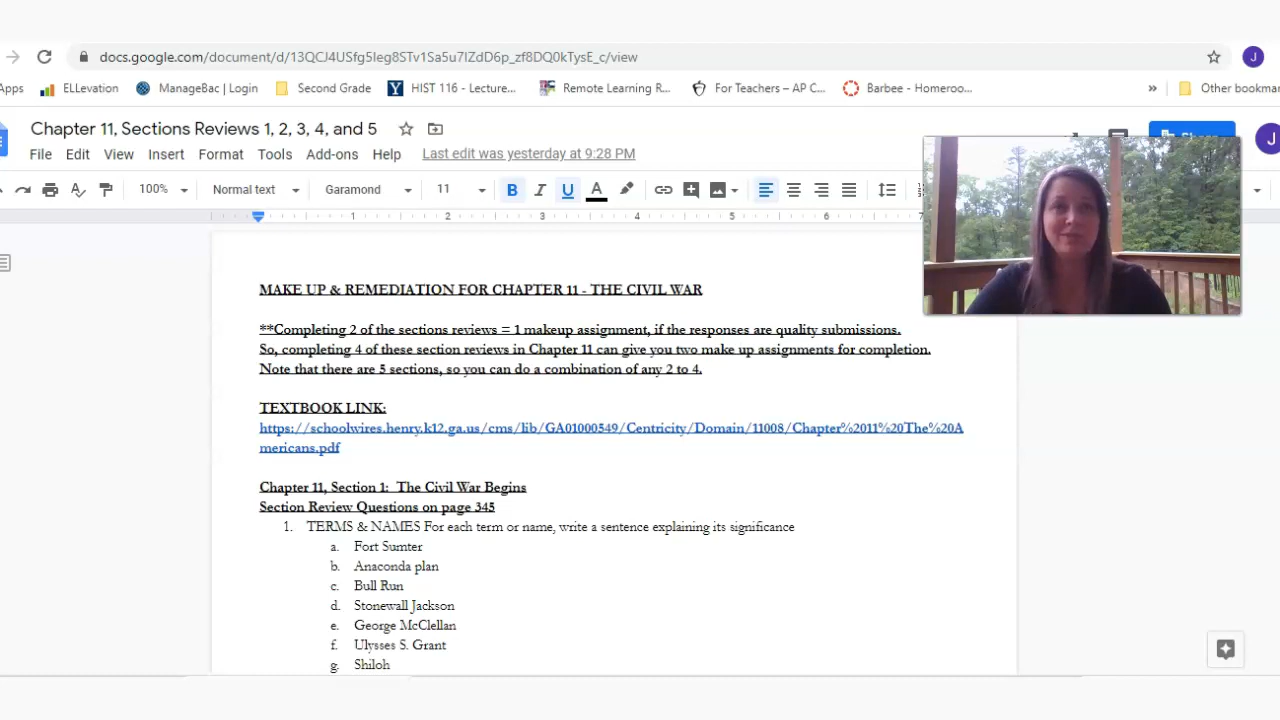 docs.google.com/document/d/13QCJ4USfg5Ieg8STv1Sa5u7IZdD6p_zf8DQ0kTysE_c/view
J
Apps
ELLevation
ManageBac | Login
Second Grade
HIST 116 - Lecture...
Remote Learning R...
For Teachers – AP C...
Barbee - Homeroo...
»
Other bookmar
Chapter 11, Sections Reviews 1, 2, 3, 4, and 5
File Edit View Insert Format Tools Add-ons Help Last edit was yesterday at 9:28 PM
J
100% Normal text Garamond 11 B I U A
1 2 3 4 5 6 7
MAKE UP & REMEDIATION FOR CHAPTER 11 - THE CIVIL WAR
**Completing 2 of the sections reviews = 1 makeup assignment, if the responses are quality submissions.
So, completing 4 of these section reviews in Chapter 11 can give you two make up assignments for completion.
Note that there are 5 sections, so you can do a combination of any 2 to 4.
TEXTBOOK LINK:
https://schoolwires.henry.k12.ga.us/cms/lib/GA01000549/Centricity/Domain/11008/Chapter%2011%20The%20A
mericans.pdf
Chapter 11, Section 1: The Civil War Begins
Section Review Questions on page 345
1. TERMS & NAMES For each term or name, write a sentence explaining its significance
a. Fort Sumter
b. Anaconda plan
c. Bull Run
d. Stonewall Jackson
e. George McClellan
f. Ulysses S. Grant
g. Shiloh